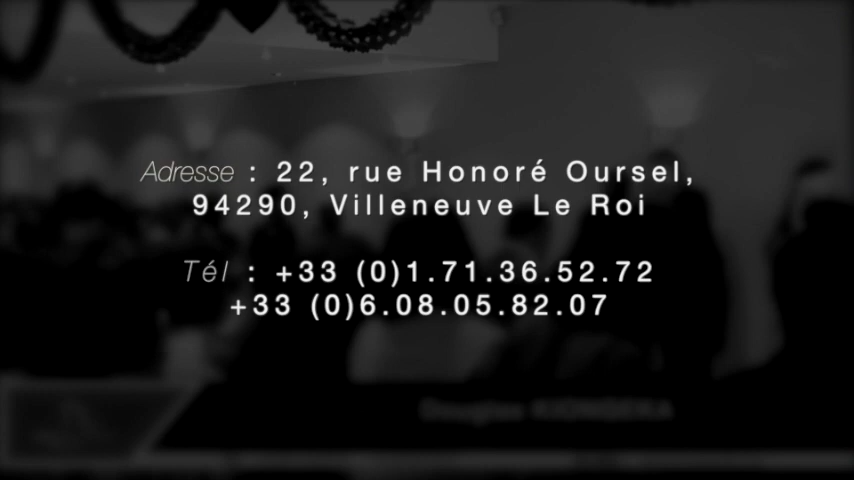 Adresse : 22, rue Honoré Oursel,
94290, Villeneuve Le Roi
Tél : +33 (0)1.71.36.52.72
+33 (0)6.08.05.82.07